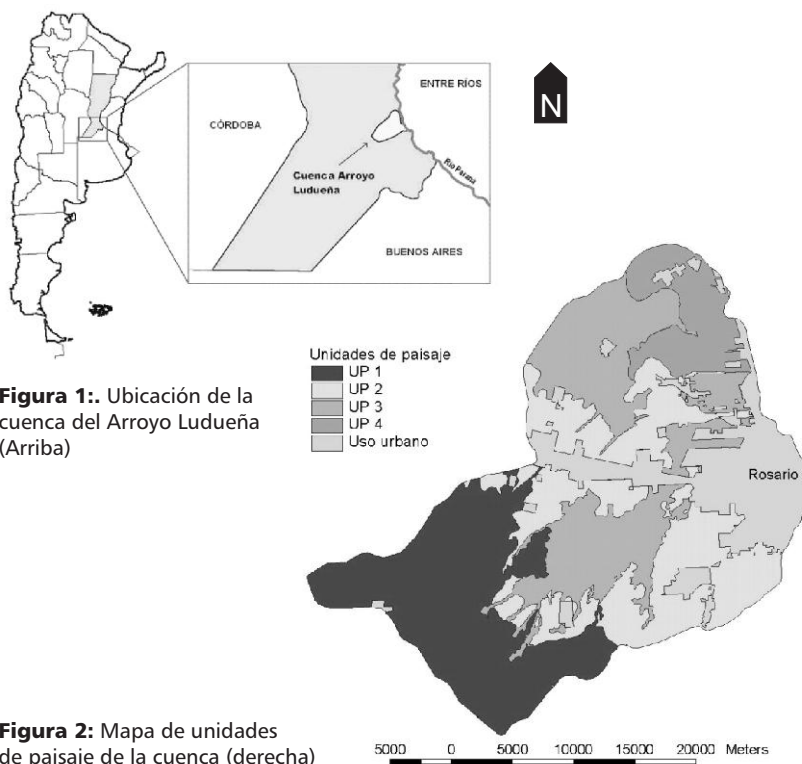 ENTRE RÍOS
N
CÓRDOBA
Cuenca Arroyo
Ludueña
Río Paraná
BUENOS AIRES
Unidades de paisaje
UP 1
UP 2
UP 3
UP 4
Uso urbano
Figura 1:. Ubicación de la
cuenca del Arroyo Ludueña
(Arriba)
Rosario
Figura 2: Mapa de unidades
de paisaje de la cuenca (derecha)
5000 0 5000 10000 15000 20000 Meters